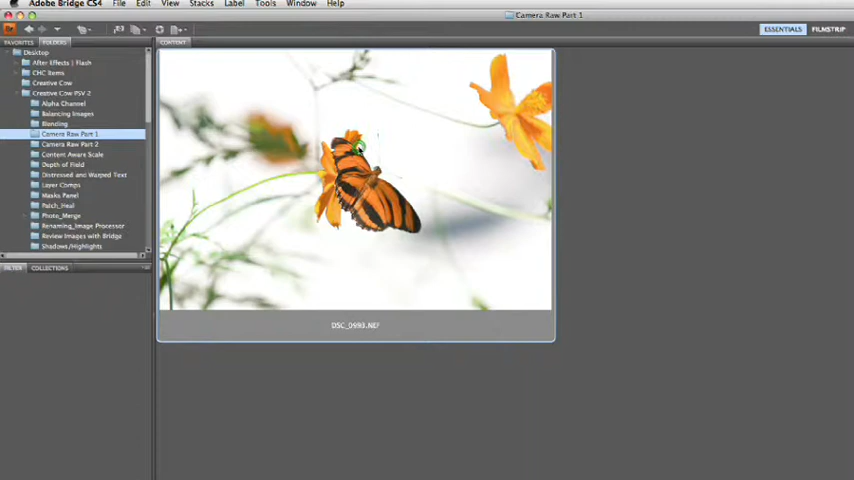 Adobe Bridge CS4 File Edit View Stacks Label Tools Window Help
Camera Raw Part 1
ESSENTIALS FILMSTRIP
FAVORITES FOLDERS
CONTENT
Desktop
After Effects | Flash
CHC Items
Creative Cow
Creative Cow PSV 2
Alpha Channel
Balancing Images
Blending
Camera Raw Part 1
Camera Raw Part 2
Content Aware Scale
Depth of Field
Distressed and Warped Text
Layer Comps
Masks Panel
Patch_Heal
Photo_Merge
Renaming_Image Processor
Review Images with Bridge
Shadows/Highlights
FILTER COLLECTIONS
DSC_0993.NEF